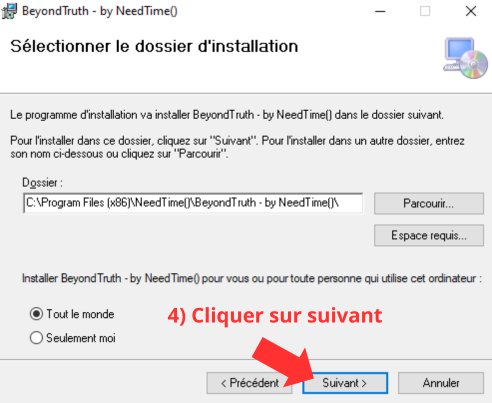 BeyondTruth - by NeedTime()
Sélectionner le dossier d'installation
Le programme d'installation va installer BeyondTruth - by NeedTime() dans le dossier suivant.
Pour l'installer dans ce dossier, cliquez sur "Suivant". Pour l'installer dans un autre dossier, entrez
son nom ci-dessous ou cliquez sur "Parcourir".
Dossier :
C:\Program Files (x86)\NeedTime()\BeyondTruth - by NeedTime()\
Parcourir...
Espace requis...
Installer BeyondTruth - by NeedTime() pour vous ou pour toute personne qui utilise cet ordinateur :
Tout le monde
4) Cliquer sur suivant
Seulement moi
< Précédent
Suivant >
Annuler